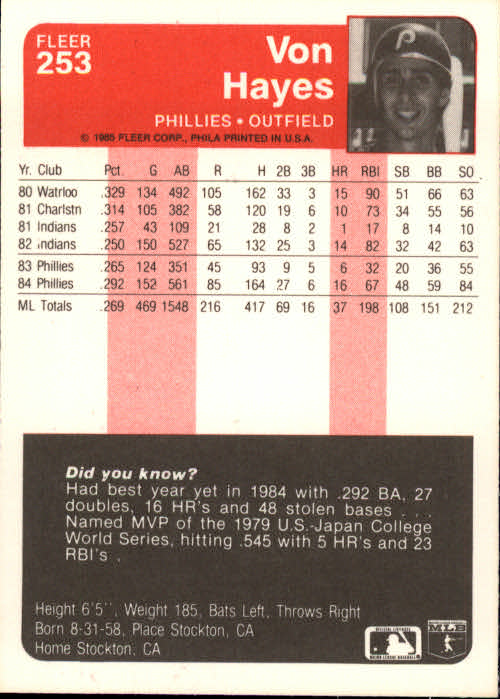 FLEER
253
Von
Hayes
PHILLIES • OUTFIELD
© 1985 FLEER CORP., PHILA PRINTED IN U.S.A.
Yr. Club Pct. G AB R H 2B 3B HR RBI SB BB SO
80 Watrloo .329 134 492 105 162 33 3 15 90 51 66 63
81 Charlstn .314 105 382 58 120 19 6 10 73 34 55 56
81 Indians .257 43 109 21 28 8 2 1 17 8 14 10
82 Indians .250 150 527 65 132 25 3 14 82 32 42 63
83 Phillies .265 124 351 45 93 9 5 6 32 20 36 55
84 Phillies .292 152 561 85 164 27 6 16 67 48 59 84
ML Totals .269 469 1548 216 417 69 16 37 198 108 151 212
Did you know?
Had best year yet in 1984 with .292 BA, 27
doubles, 16 HR's and 48 stolen bases . . .
Named MVP of the 1979 U.S.-Japan College
World Series, hitting .545 with 5 HR's and 23
RBI's .
Height 6'5'', Weight 185, Bats Left, Throws Right
Born 8-31-58, Place Stockton, CA
Home Stockton, CA